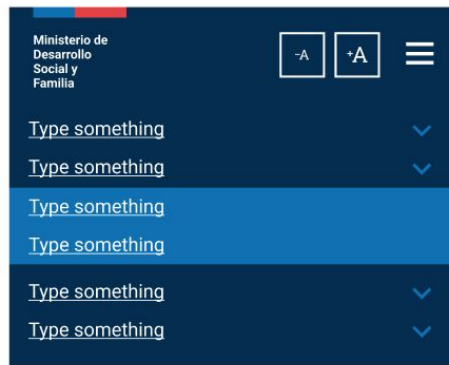 Ministerio de
Desarrollo
Social y
Familia
-A
+A
Type something
Type something
Type something
Type something
Type something
Type something